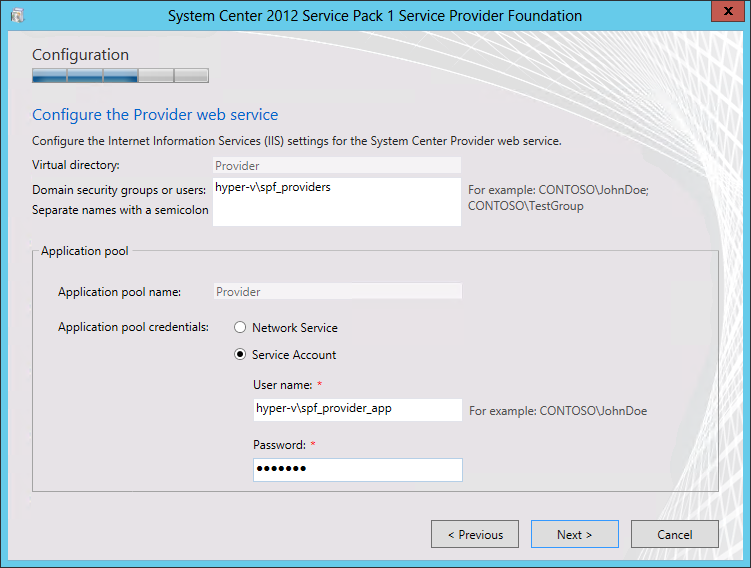 System Center 2012 Service Pack 1 Service Provider Foundation
x
Configuration
Configure the Provider web service
Configure the Internet Information Services (IIS) settings for the System Center Provider web service.
Virtual directory:
Provider
Domain security groups or users:
hyper-v\spf_providers
For example: CONTOSO\JohnDoe;
Separate names with a semicolon
CONTOSO\TestGroup
Application pool
Application pool name:
Provider
Application pool credentials:
Network Service
Service Account
User name: *
hyper-v\spf_provider_app
For example: CONTOSO\JohnDoe
Password: *
•••••••
< Previous
Next >
Cancel